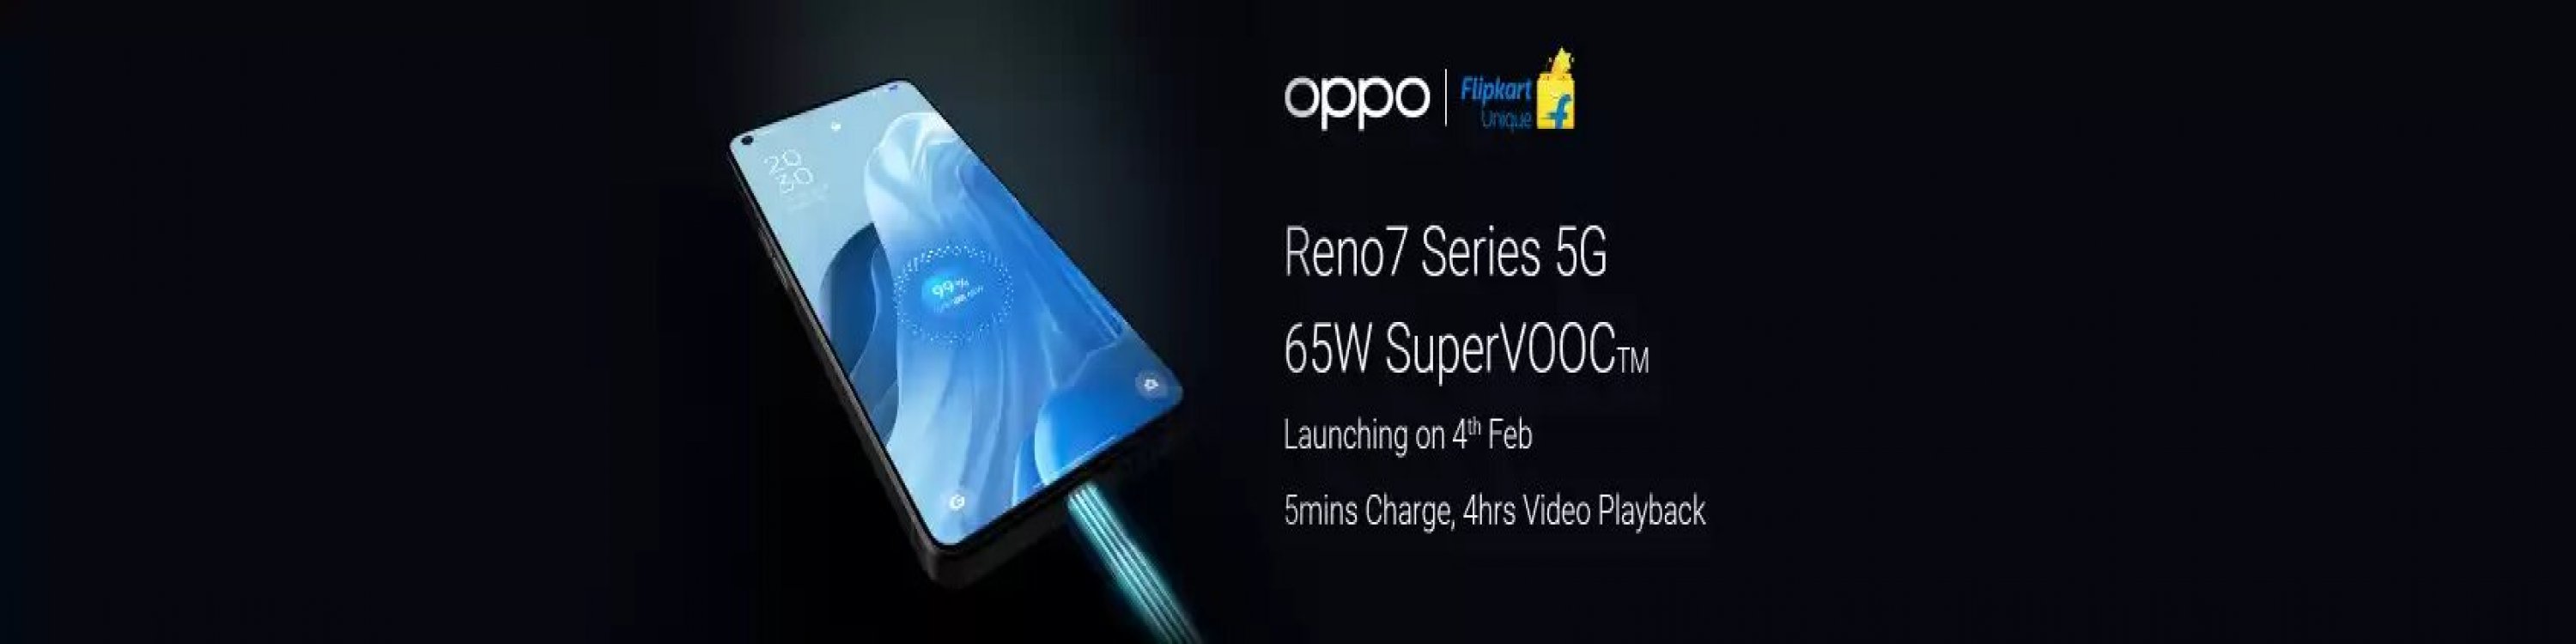 oppo
Flipkart
Unique
Reno7 Series 5G
65W SuperVOOCTM
Launching on 4th Feb
5mins Charge, 4hrs Video Playback
20
30
99%